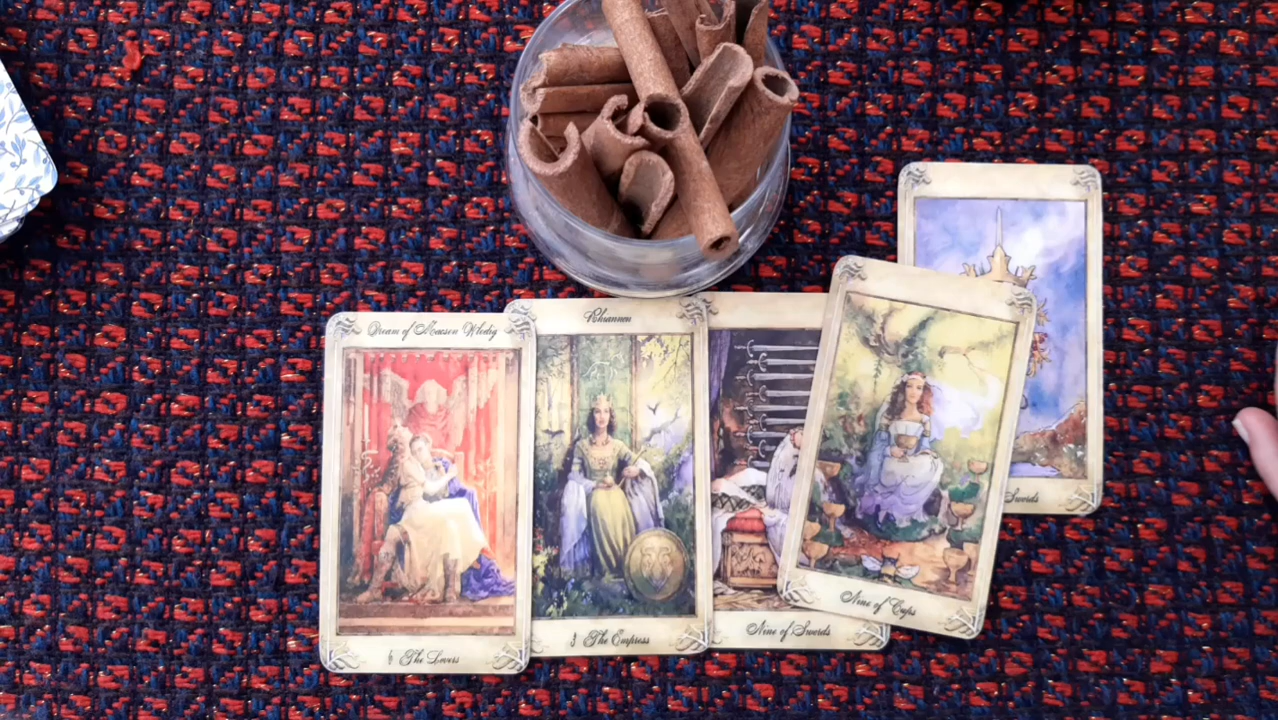 Dream of Macsen Wledig
6 The Lovers
Rhiannon
3 The Empress
Nine of Swords
Nine of Cups
Swords